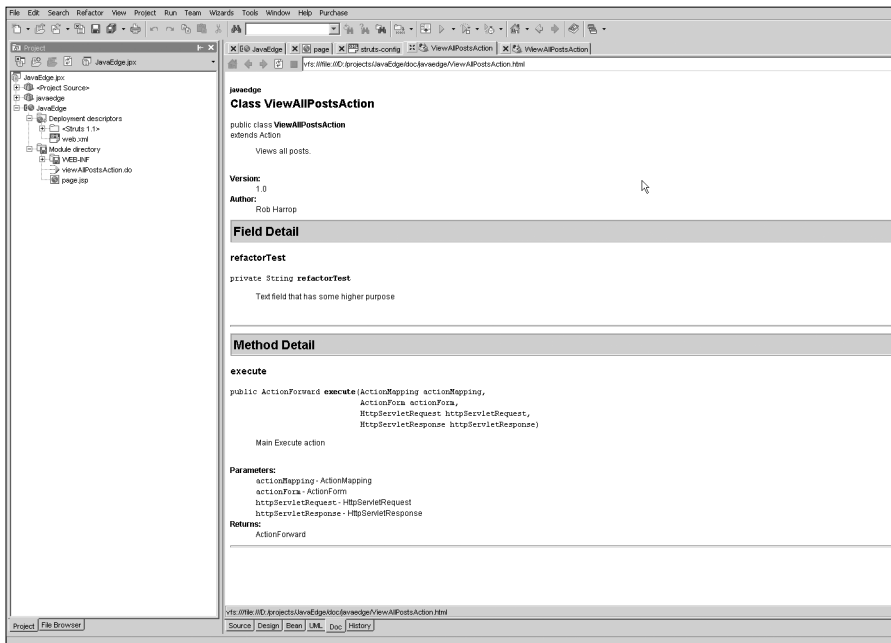 File Edit Search Refactor View Project Run Team Wizards Tools Window Help Purchase
Project
JavaEdge.jpx
JavaEdge.jpx
<Project Source>
javaedge
JavaEdge
Deployment descriptors
<Struts 1.1>
web.xml
Module directory
WEB-INF
viewAllPostsAction.do
page.jsp
Project File Browser
JavaEdge page struts-config ViewAllPostsAction
vfs:///file:///D:/projects/JavaEdge/doc/javaedge/ViewAllPostsAction.html
javaedge
Class ViewAllPostsAction
public class ViewAllPostsAction
extends Action
Views all posts.
Version:
1.0
Author:
Rob Harrop
Field Detail
refactorTest
private String refactorTest
Text field that has some higher purpose
Method Detail
execute
public ActionForward execute(ActionMapping actionMapping,
ActionForm actionForm,
HttpServletRequest httpServletRequest,
HttpServletResponse httpServletResponse)
Main Execute action
Parameters:
actionMapping - ActionMapping
actionForm - ActionForm
httpServletRequest - HttpServletRequest
httpServletResponse - HttpServletResponse
Returns:
ActionForward
vfs:///file:///D:/projects/JavaEdge/doc/javaedge/ViewAllPostsAction.html
Source Design Bean UML Doc History